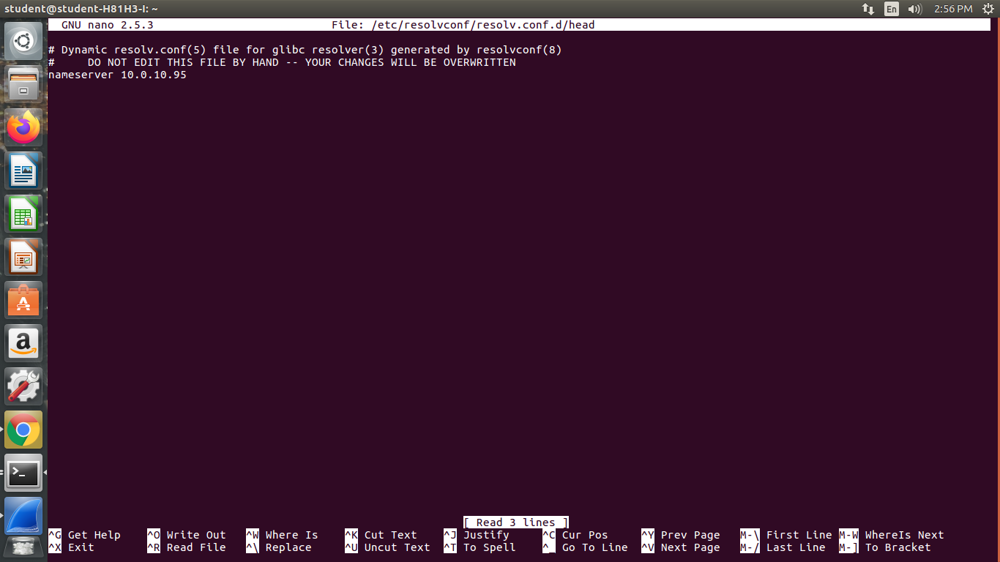 student@student-H81H3-I: ~
En
2:56 PM
GNU nano 2.5.3 File: /etc/resolvconf/resolv.conf.d/head
# Dynamic resolv.conf(5) file for glibc resolver(3) generated by resolvconf(8)
#     DO NOT EDIT THIS FILE BY HAND -- YOUR CHANGES WILL BE OVERWRITTEN
nameserver 10.0.10.95
[ Read 3 lines ]
^G Get Help ^O Write Out ^W Where Is ^K Cut Text ^J Justify ^C Cur Pos ^Y Prev Page M-\ First Line M-W WhereIs Next
^X Exit ^R Read File ^\ Replace ^U Uncut Text ^T To Spell ^_ Go To Line ^V Next Page M-/ Last Line M-] To Bracket